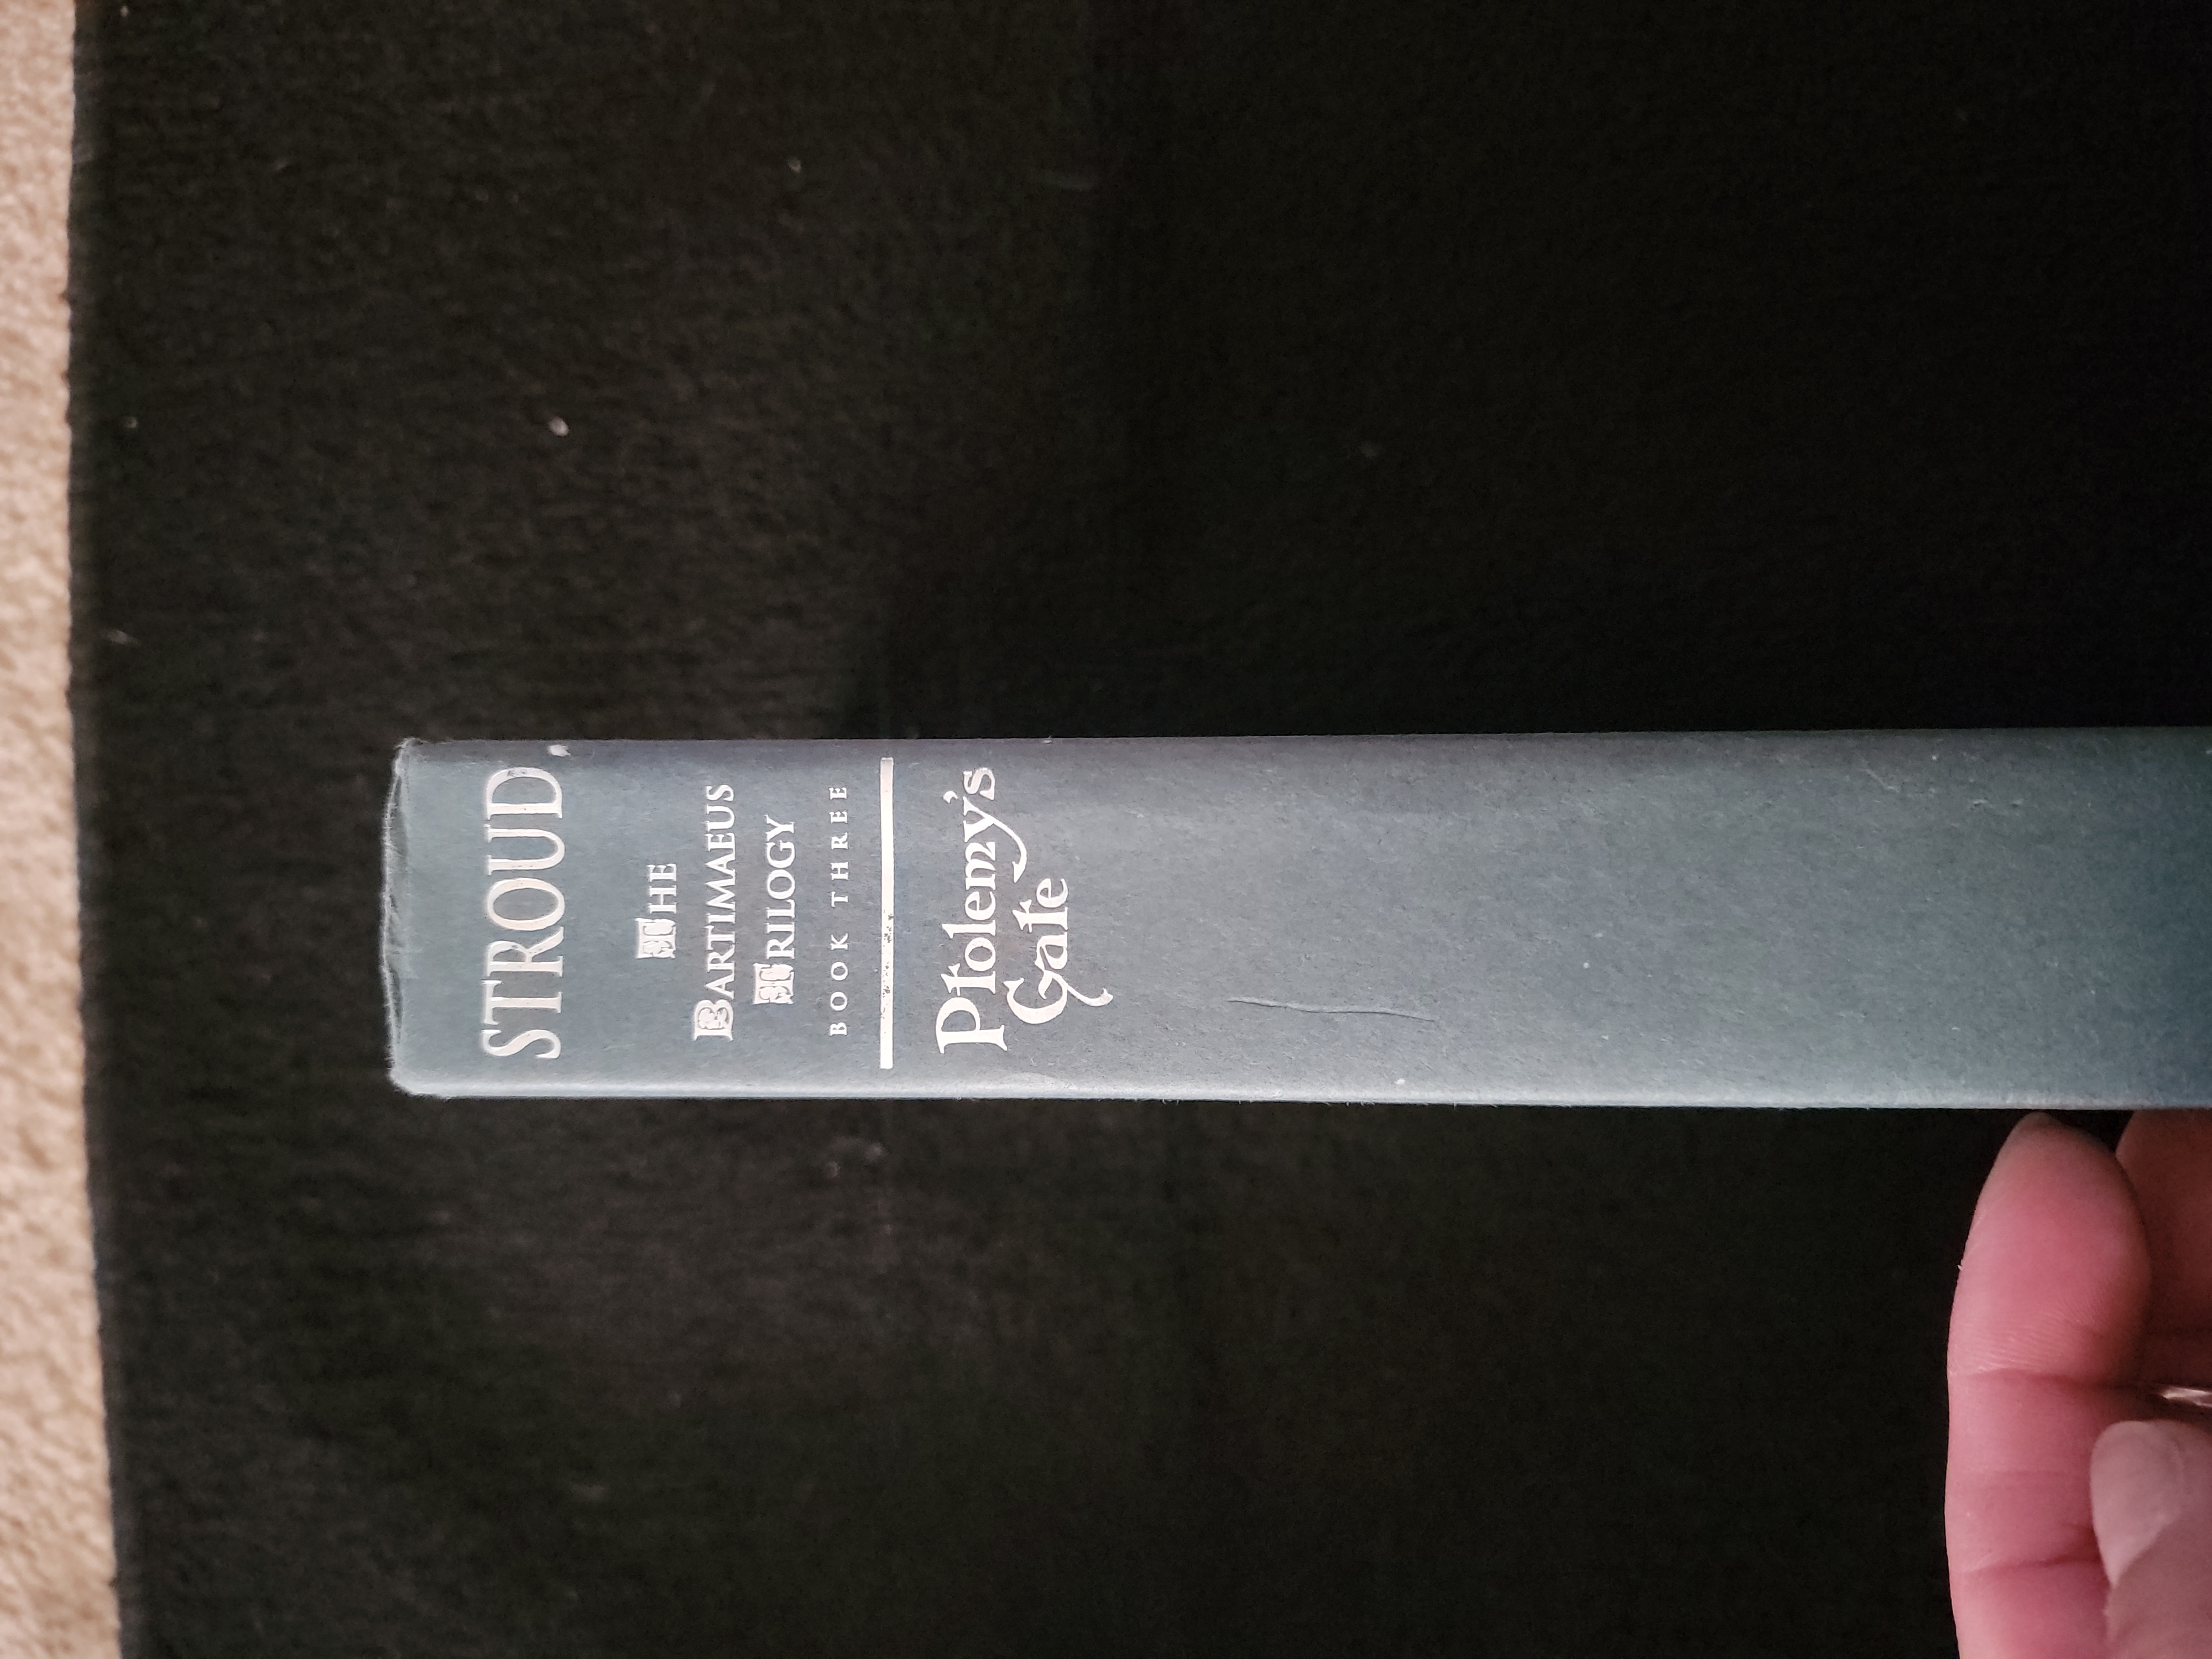 STROUD
THE
BARTIMAEUS
TRILOGY
BOOK THREE
Ptolemy's
Gate